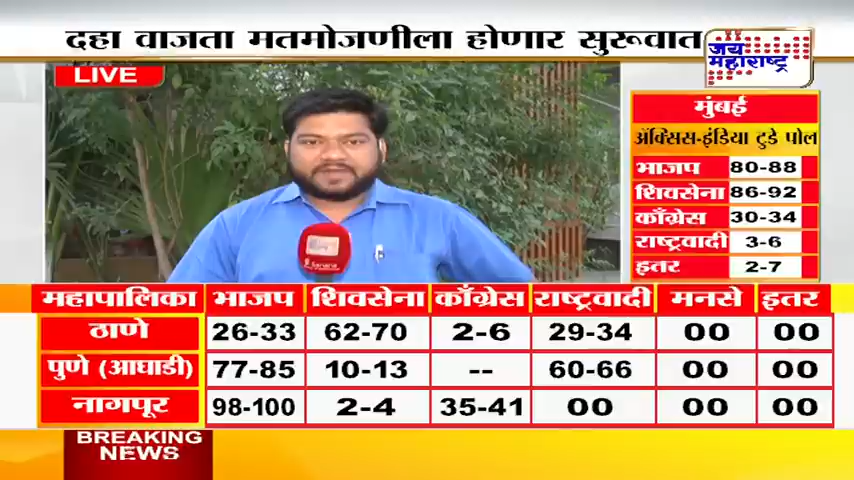 दहा वाजता मतमोजणीला होणार सुरूवात
जय महाराष्ट्र
LIVE
मुंबई
ॲक्सिस-इंडिया टुडे पोल
भाजप 80-88
शिवसेना 86-92
काँग्रेस 30-34
राष्ट्रवादी 3-6
इतर 2-7
महापालिका भाजप शिवसेना काँग्रेस राष्ट्रवादी मनसे इतर
ठाणे 26-33 62-70 2-6 29-34 00 00
पुणे (आघाडी) 77-85 10-13 -- 60-66 00 00
नागपूर 98-100 2-4 35-41 00 00 00
BREAKING
NEWS